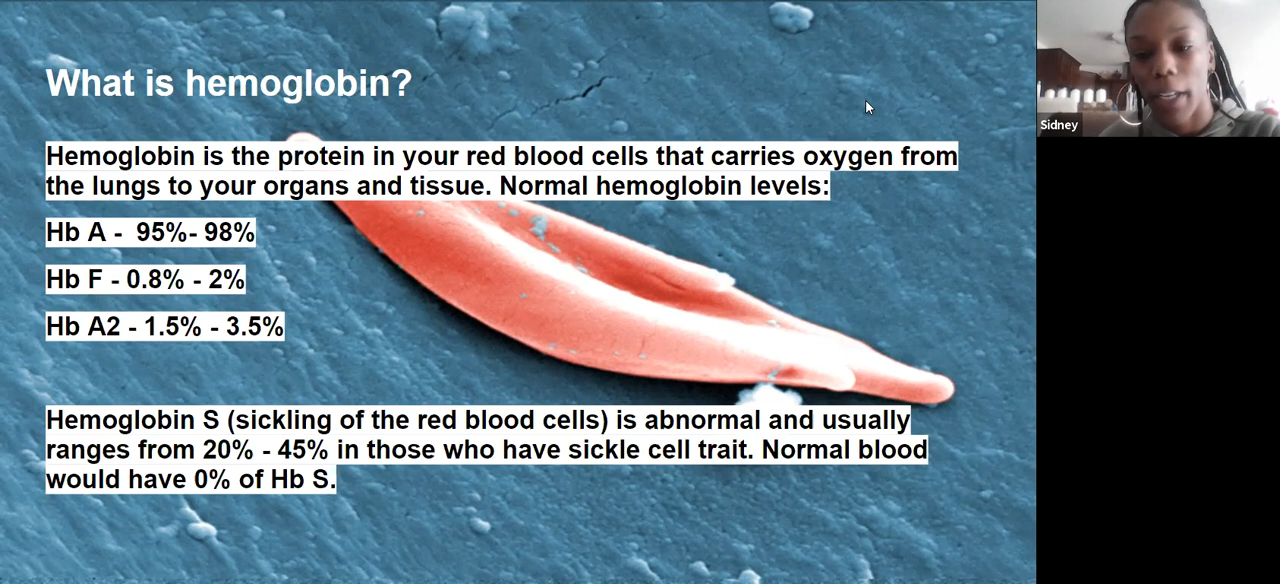 What is hemoglobin?
Hemoglobin is the protein in your red blood cells that carries oxygen from
the lungs to your organs and tissue. Normal hemoglobin levels:
Hb A -  95%- 98%
Hb F - 0.8% - 2%
Hb A2 - 1.5% - 3.5%
Hemoglobin S (sickling of the red blood cells) is abnormal and usually
ranges from 20% - 45% in those who have sickle cell trait. Normal blood
would have 0% of Hb S.
Sidney